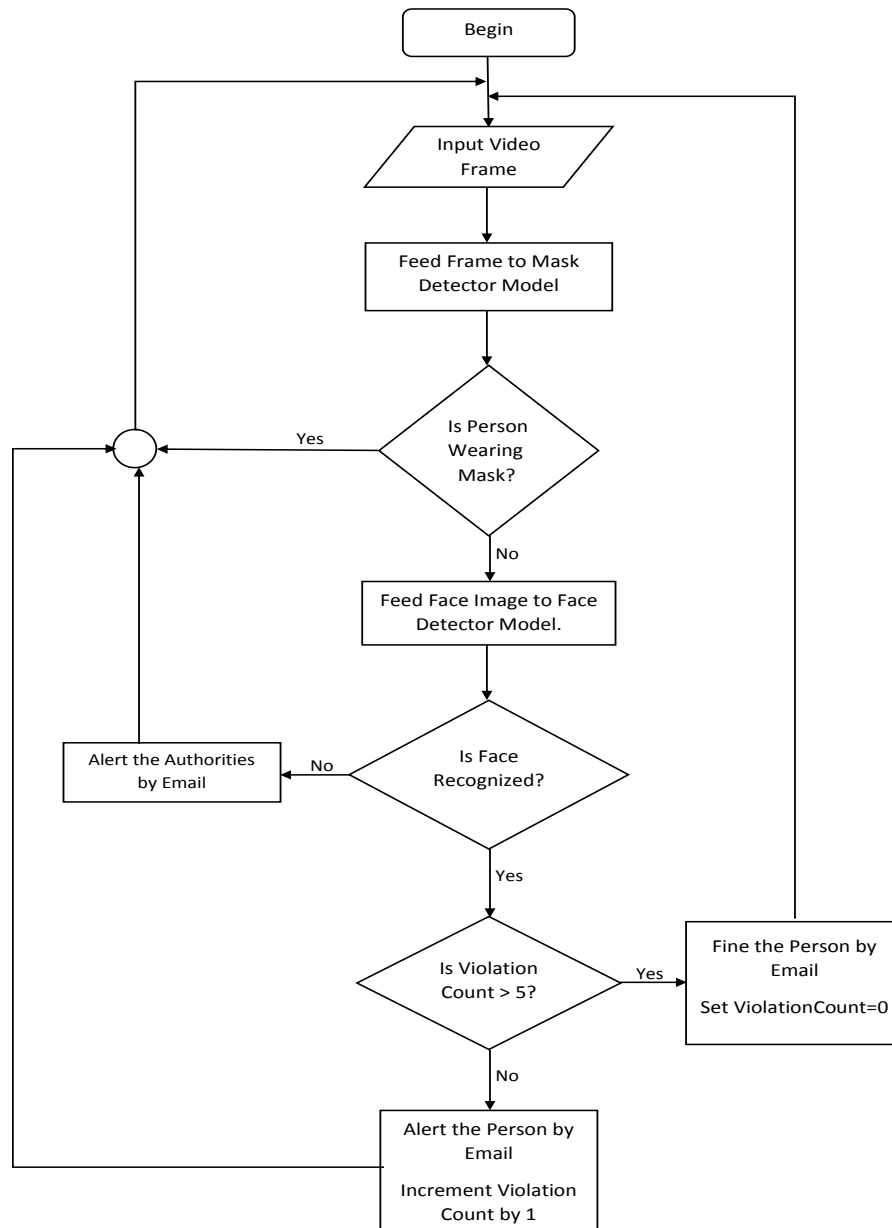 Begin
Input Video
Frame
Feed Frame to Mask
Detector Model
Is Person
Wearing
Mask?
Yes
No
Feed Face Image to Face
Detector Model.
Is Face
Recognized?
No
Alert the Authorities
by Email
Yes
Is Violation
Count > 5?
Yes
Fine the Person by
Email
Set ViolationCount=0
No
Alert the Person by
Email
Increment Violation
Count by 1